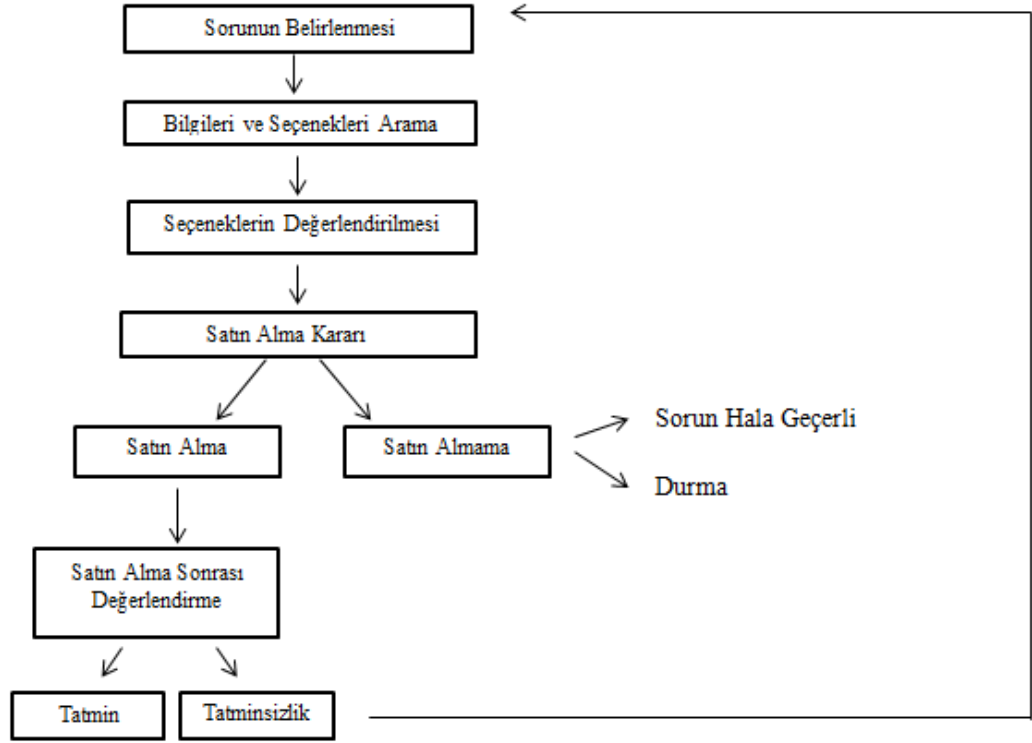 Sorunun Belirlenmesi
Bilgileri ve Seçenekleri Arama
Seçeneklerin Değerlendirilmesi
Satın Alma Kararı
Satın Alma
Satın Almama
Sorun Hala Geçerli
Durma
Satın Alma Sonrası
Değerlendirme
Tatmin
Tatminsizlik